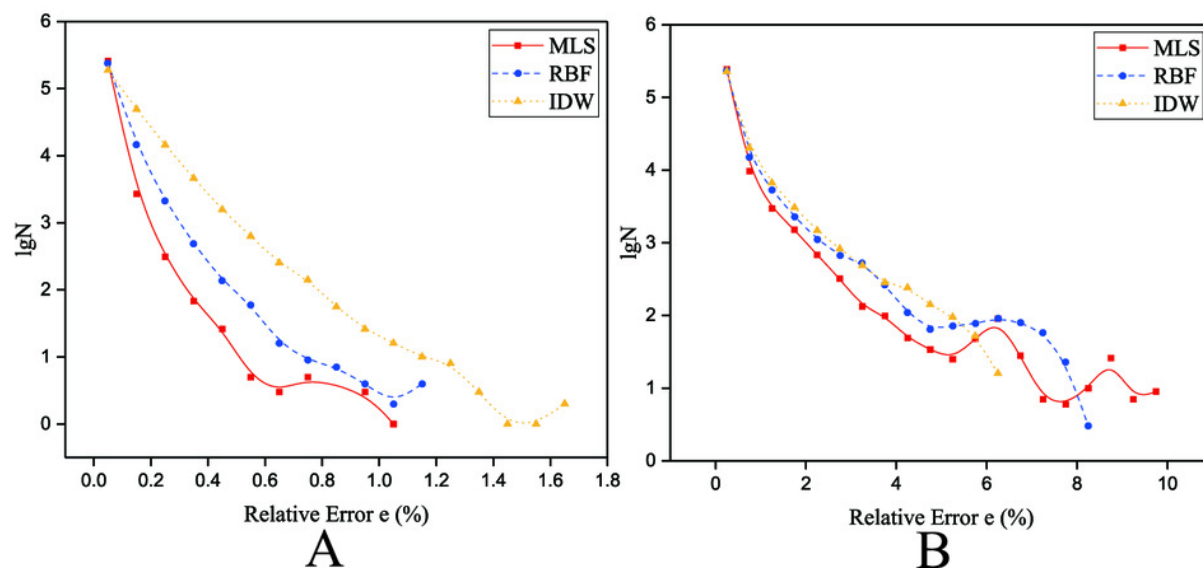 6
5
4
3
2
1
0
lgN
0.0 0.2 0.4 0.6 0.8 1.0 1.2 1.4 1.6 1.8
Relative Error e (%)
MLS
RBF
IDW
A
6
5
4
3
2
1
0
lgN
0 2 4 6 8 10
Relative Error e (%)
MLS
RBF
IDW
B